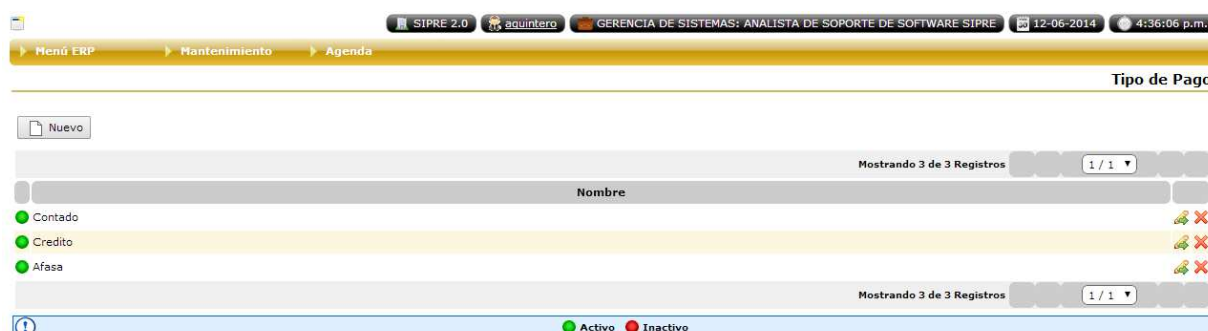 SIPRE 2.0 aquintero GERENCIA DE SISTEMAS: ANALISTA DE SOPORTE DE SOFTWARE SIPRE 12-06-2014 4:36:06 p.m.
Menú ERP Mantenimiento Agenda
Tipo de Pago
Nuevo
Mostrando 3 de 3 Registros 1 / 1
Nombre
Contado
Credito
Afasa
Mostrando 3 de 3 Registros 1 / 1
Activo Inactivo